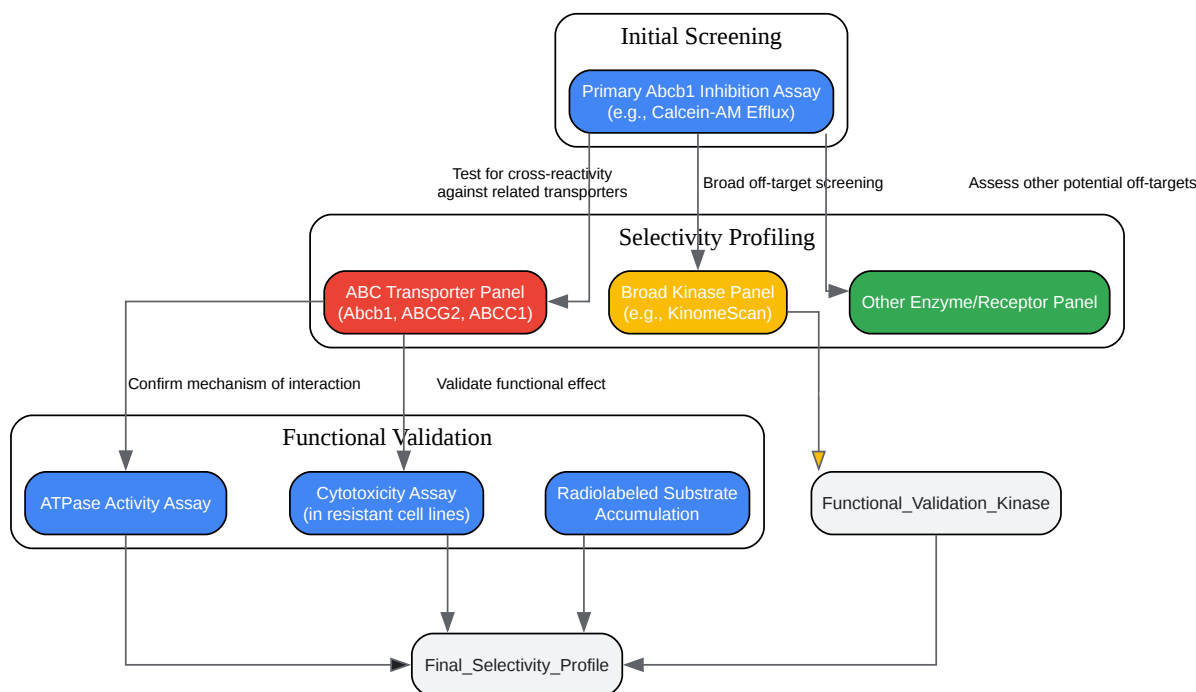 Initial Screening
Primary Abcb1 Inhibition Assay
(e.g., Calcein-AM Efflux)
Test for cross-reactivity
against related transporters
Broad off-target screening
Assess other potential off-targets
Selectivity Profiling
ABC Transporter Panel
(Abcb1, ABCG2, ABCC1)
Broad Kinase Panel
(e.g., KinomeScan)
Other Enzyme/Receptor Panel
Confirm mechanism of interaction
Validate functional effect
Functional Validation
ATPase Activity Assay
Cytotoxicity Assay
(in resistant cell lines)
Radiolabeled Substrate
Accumulation
Functional_Validation_Kinase
Final_Selectivity_Profile